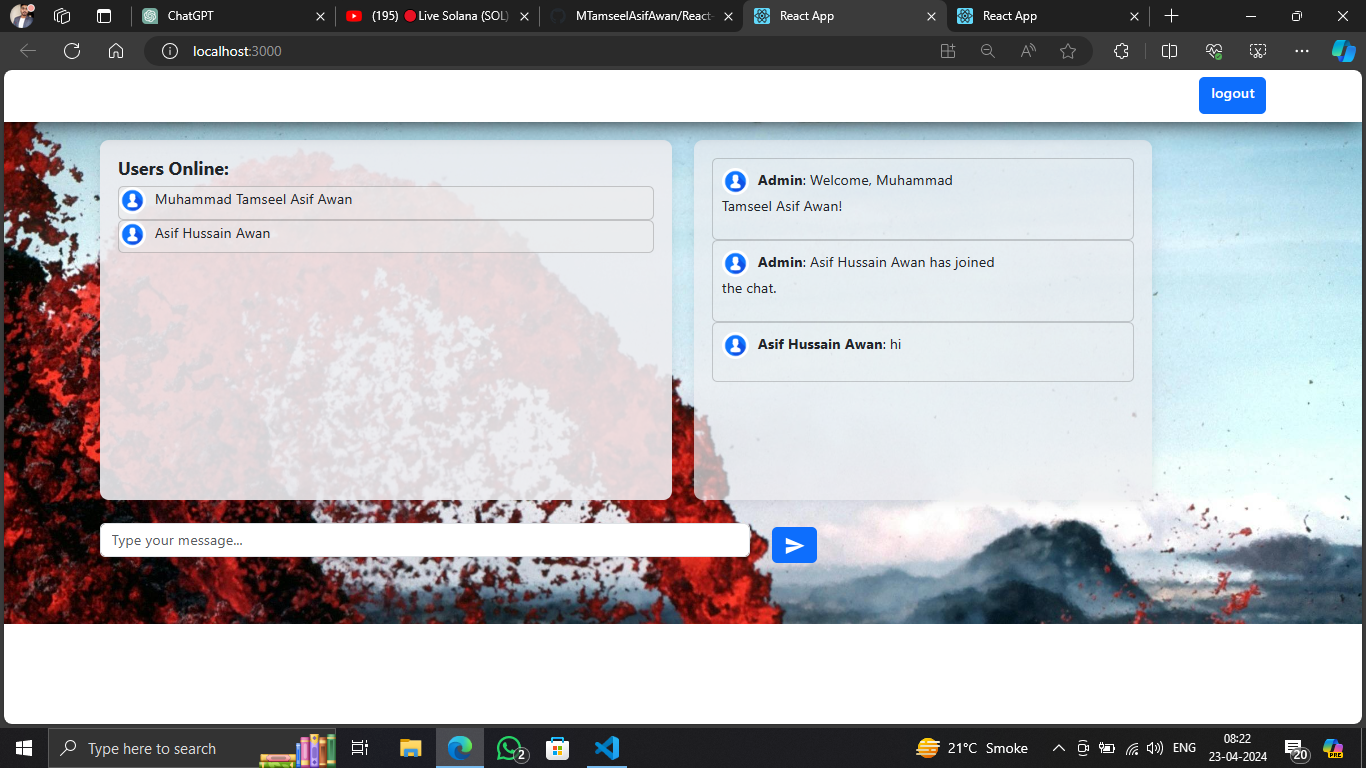 ChatGPT
(195) 🔴Live Solana (SOL)
MTamseelAsifAwan/React-
React App
React App
localhost:3000
logout
Users Online:
Muhammad Tamseel Asif Awan
Asif Hussain Awan
Admin: Welcome, Muhammad
Tamseel Asif Awan!
Admin: Asif Hussain Awan has joined
the chat.
Asif Hussain Awan: hi
Type your message...
Type here to search
2
21°C Smoke
ENG
08:22
23-04-2024
20
PRE